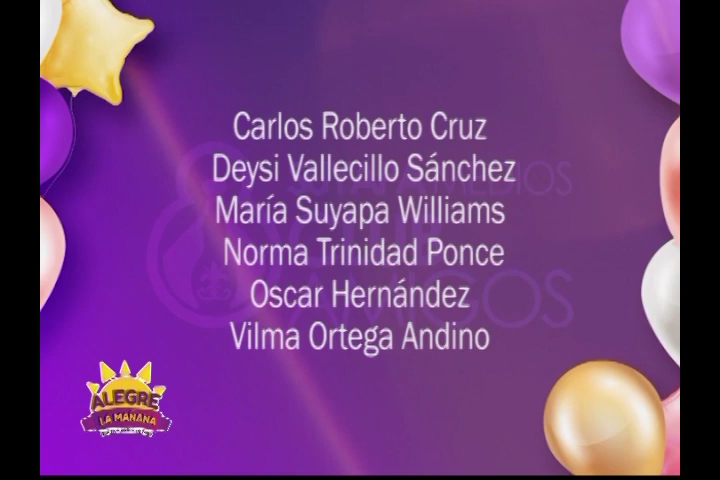 Carlos Roberto Cruz
Deysi Vallecillo Sánchez
María Suyapa Williams
Norma Trinidad Ponce
Oscar Hernández
Vilma Ortega Andino
AMIGOS
ALEGRE
LA MAÑANA